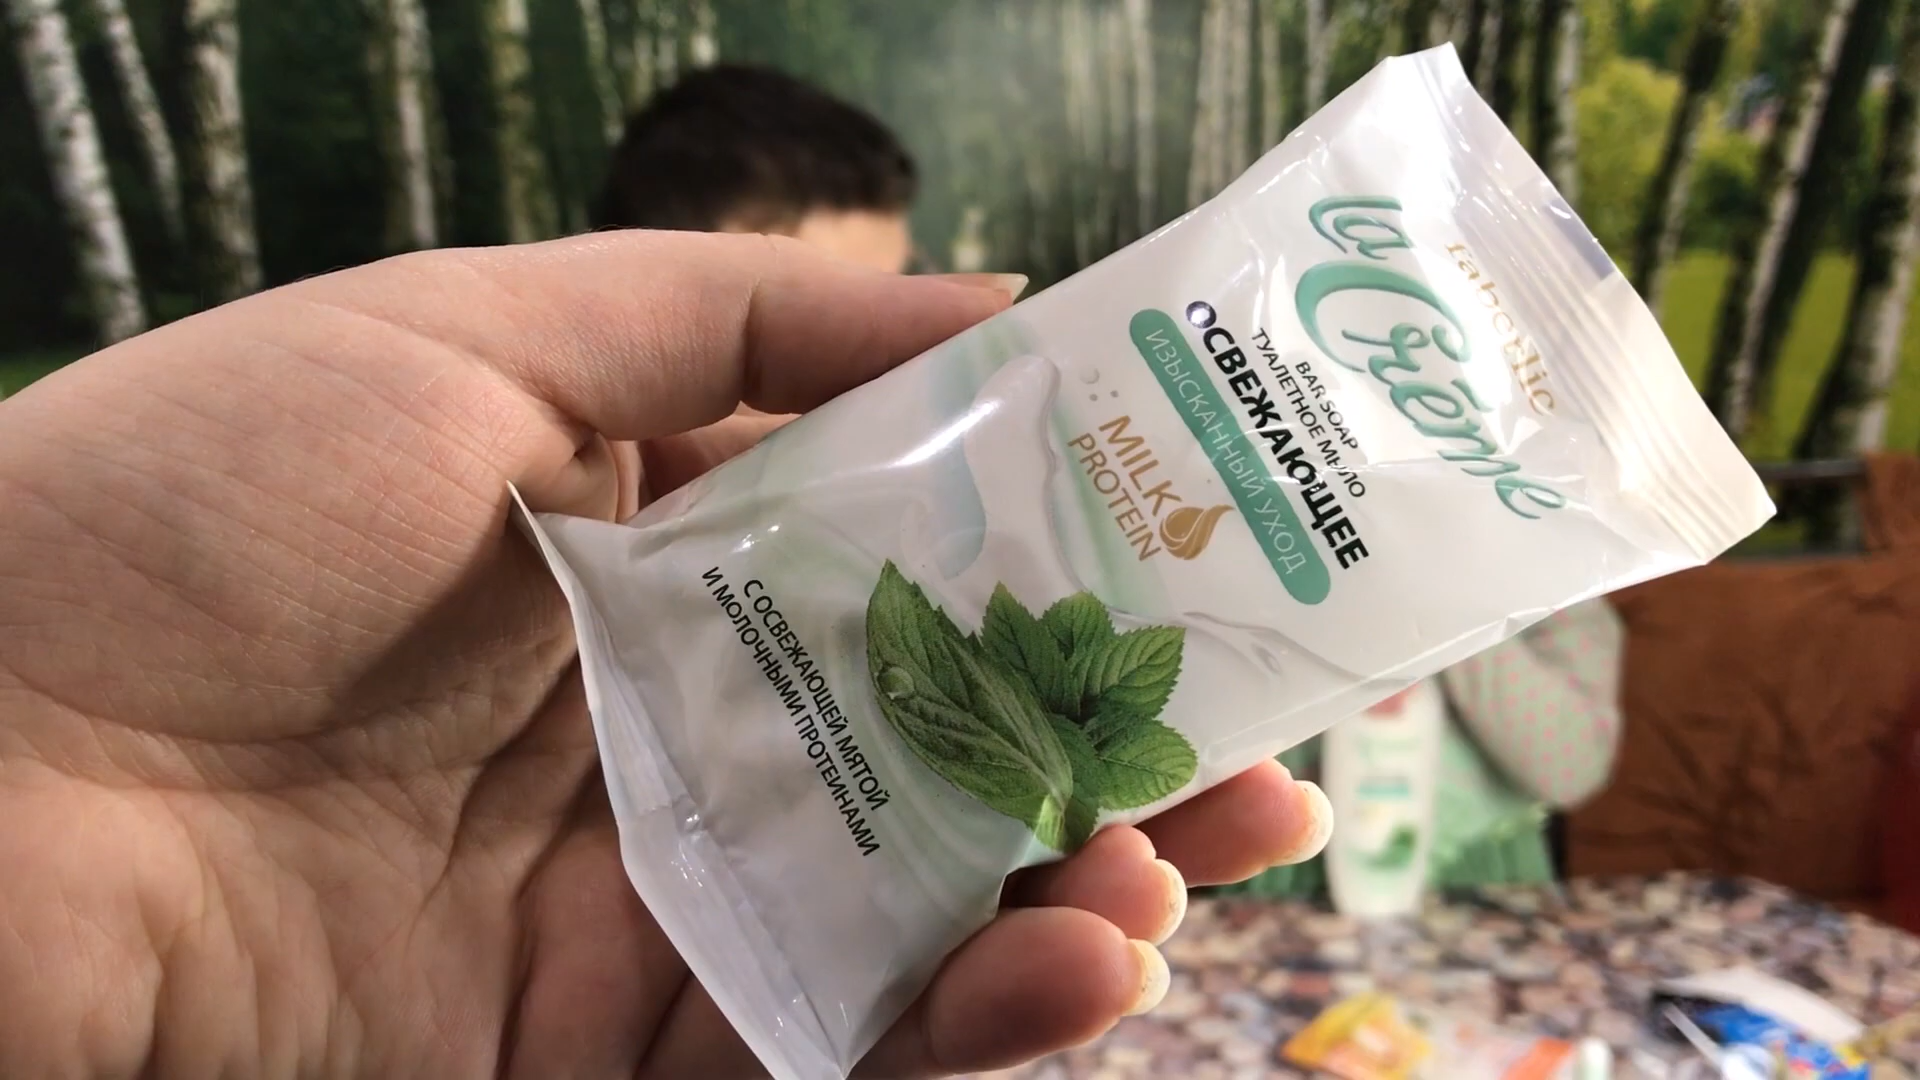 faberlic
la
Crème
BAR SOAP
ТУАЛЕТНОЕ МЫЛО
ОСВЕЖАЮЩЕЕ
ИЗЫСКАННЫЙ УХОД
MILK
PROTEIN
С ОСВЕЖАЮЩЕЙ МЯТОЙ
И МОЛОЧНЫМИ ПРОТЕИНАМИ